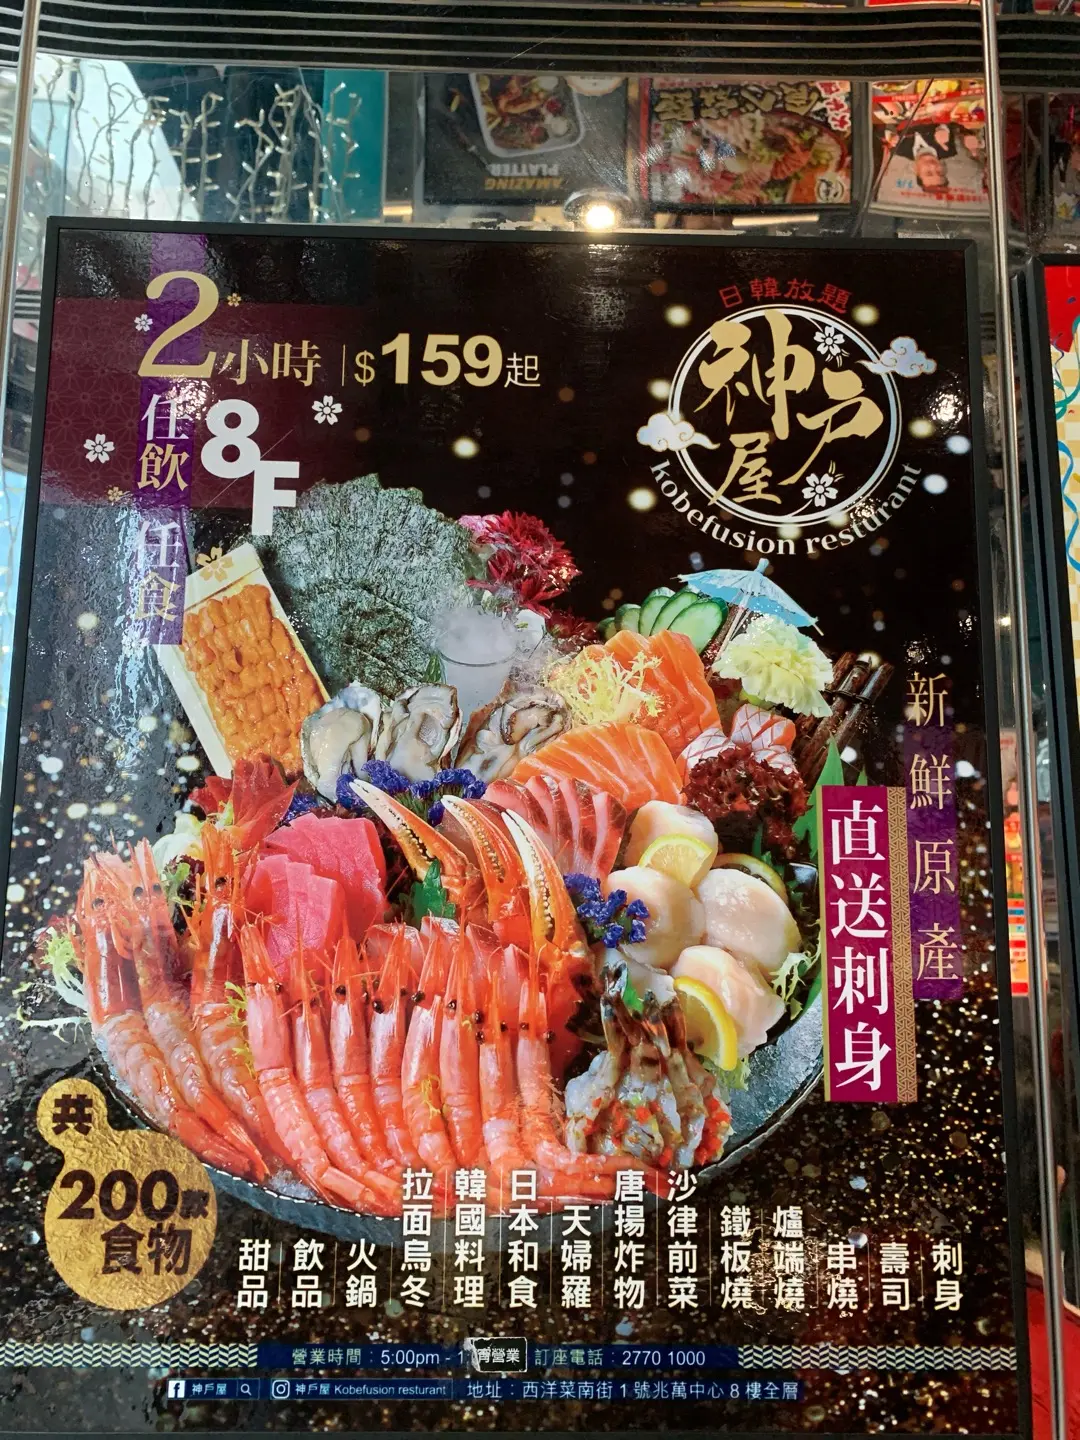 AMAZING
PLATTER
2小時 | $159起
8F
任飲 任食
日韓放題
神戶屋
kobefusion resturant
新鮮原產
直送刺身
共
200款
食物
刺身
壽司
串燒
爐端燒
鐵板燒
沙律前菜
唐揚炸物
天婦羅
日本和食
韓國料理
拉面烏冬
火鍋
飲品
甜品
營業時間：5:00pm - 1 宵營業 訂座電話：2770 1000
神戶屋 神戶屋 Kobefusion resturant 地址：西洋菜南街1號兆萬中心8樓全層